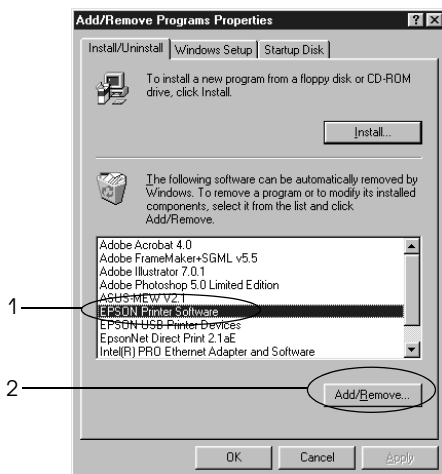 Add/Remove Programs Properties
Install/Uninstall Windows Setup Startup Disk
To install a new program from a floppy disk or CD-ROM
drive, click Install.
Install...
The following software can be automatically removed by
Windows. To remove a program or to modify its installed
components, select it from the list and click
Add/Remove.
Adobe Acrobat 4.0
Adobe FrameMaker+SGML v5.5
Adobe Illustrator 7.0.1
Adobe Photoshop 5.0 Limited Edition
ASUS-MEW V2.1
1
EPSON Printer Software
EPSON USB Printer Devices
EpsonNet Direct Print 2.1aE
Intel(R) PRO Ethernet Adapter and Software
2
Add/Remove...
OK Cancel Apply